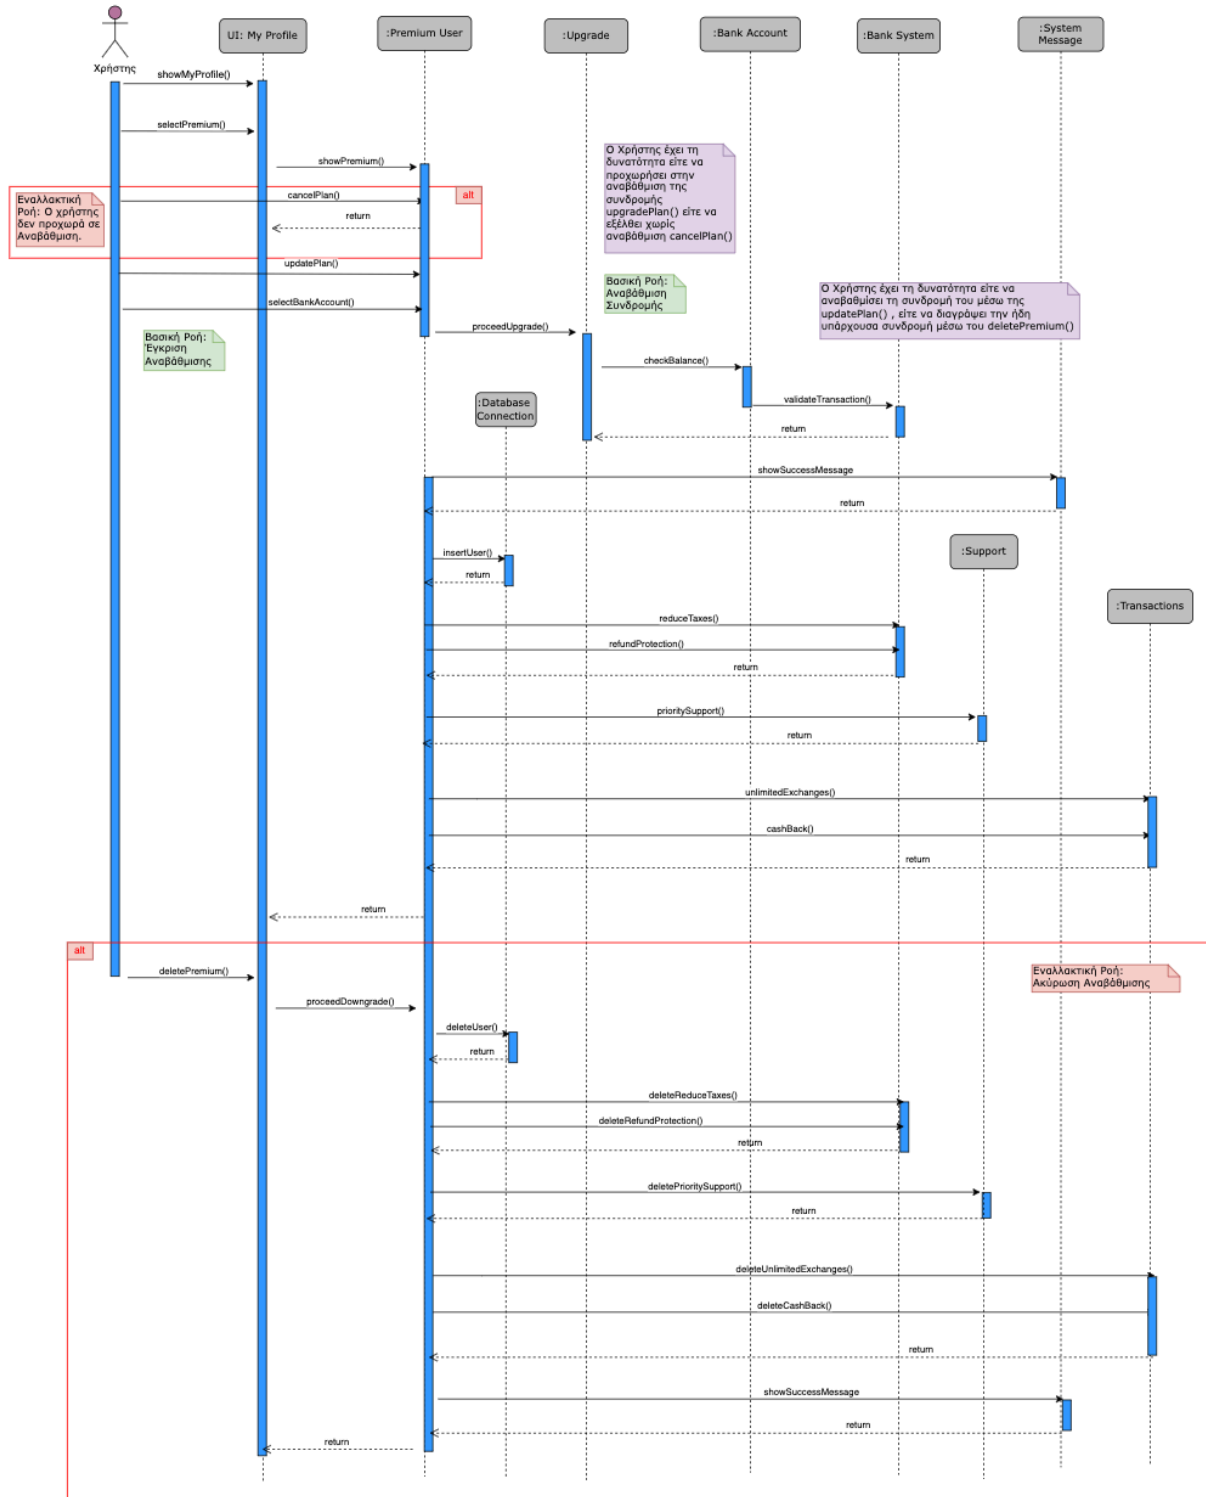 Χρήστης
UI: My Profile
:Premium User
:Upgrade
:Bank Account
:Bank System
:System
Message
showMyProfile()
selectPremium()
showPremium()
Ο Χρήστης έχει τη
δυνατότητα είτε να
προχωρήσει στην
αναβάθμιση της
συνδρομής
upgradePlan() είτε να
εξέλθει χωρίς
αναβάθμιση cancelPlan()
alt
Εναλλακτική
Ροή: Ο χρήστης
δεν προχωρά σε
Αναβάθμιση.
cancelPlan()
return
updatePlan()
Βασική Ροή:
Αναβάθμιση
Συνδρομής
Ο Χρήστης έχει τη δυνατότητα είτε να
αναβαθμίσει τη συνδρομή του μέσω της
updatePlan() , είτε να διαγράψει την ήδη
υπάρχουσα συνδρομή μέσω του deletePremium()
selectBankAccount()
proceedUpgrade()
Βασική Ροή:
Έγκριση
Αναβάθμισης
checkBalance()
:Database
Connection
validateTransaction()
return
showSuccessMessage
return
:Support
insertUser()
return
:Transactions
reduceTaxes()
refundProtection()
return
prioritySupport()
return
unlimitedExchanges()
cashBack()
return
return
alt
Εναλλακτική Ροή:
Ακύρωση Αναβάθμισης
deletePremium()
proceedDowngrade()
deleteUser()
return
deleteReduceTaxes()
deleteRefundProtection()
return
deletePrioritySupport()
return
deleteUnlimitedExchanges()
deleteCashBack()
return
showSuccessMessage
return
return